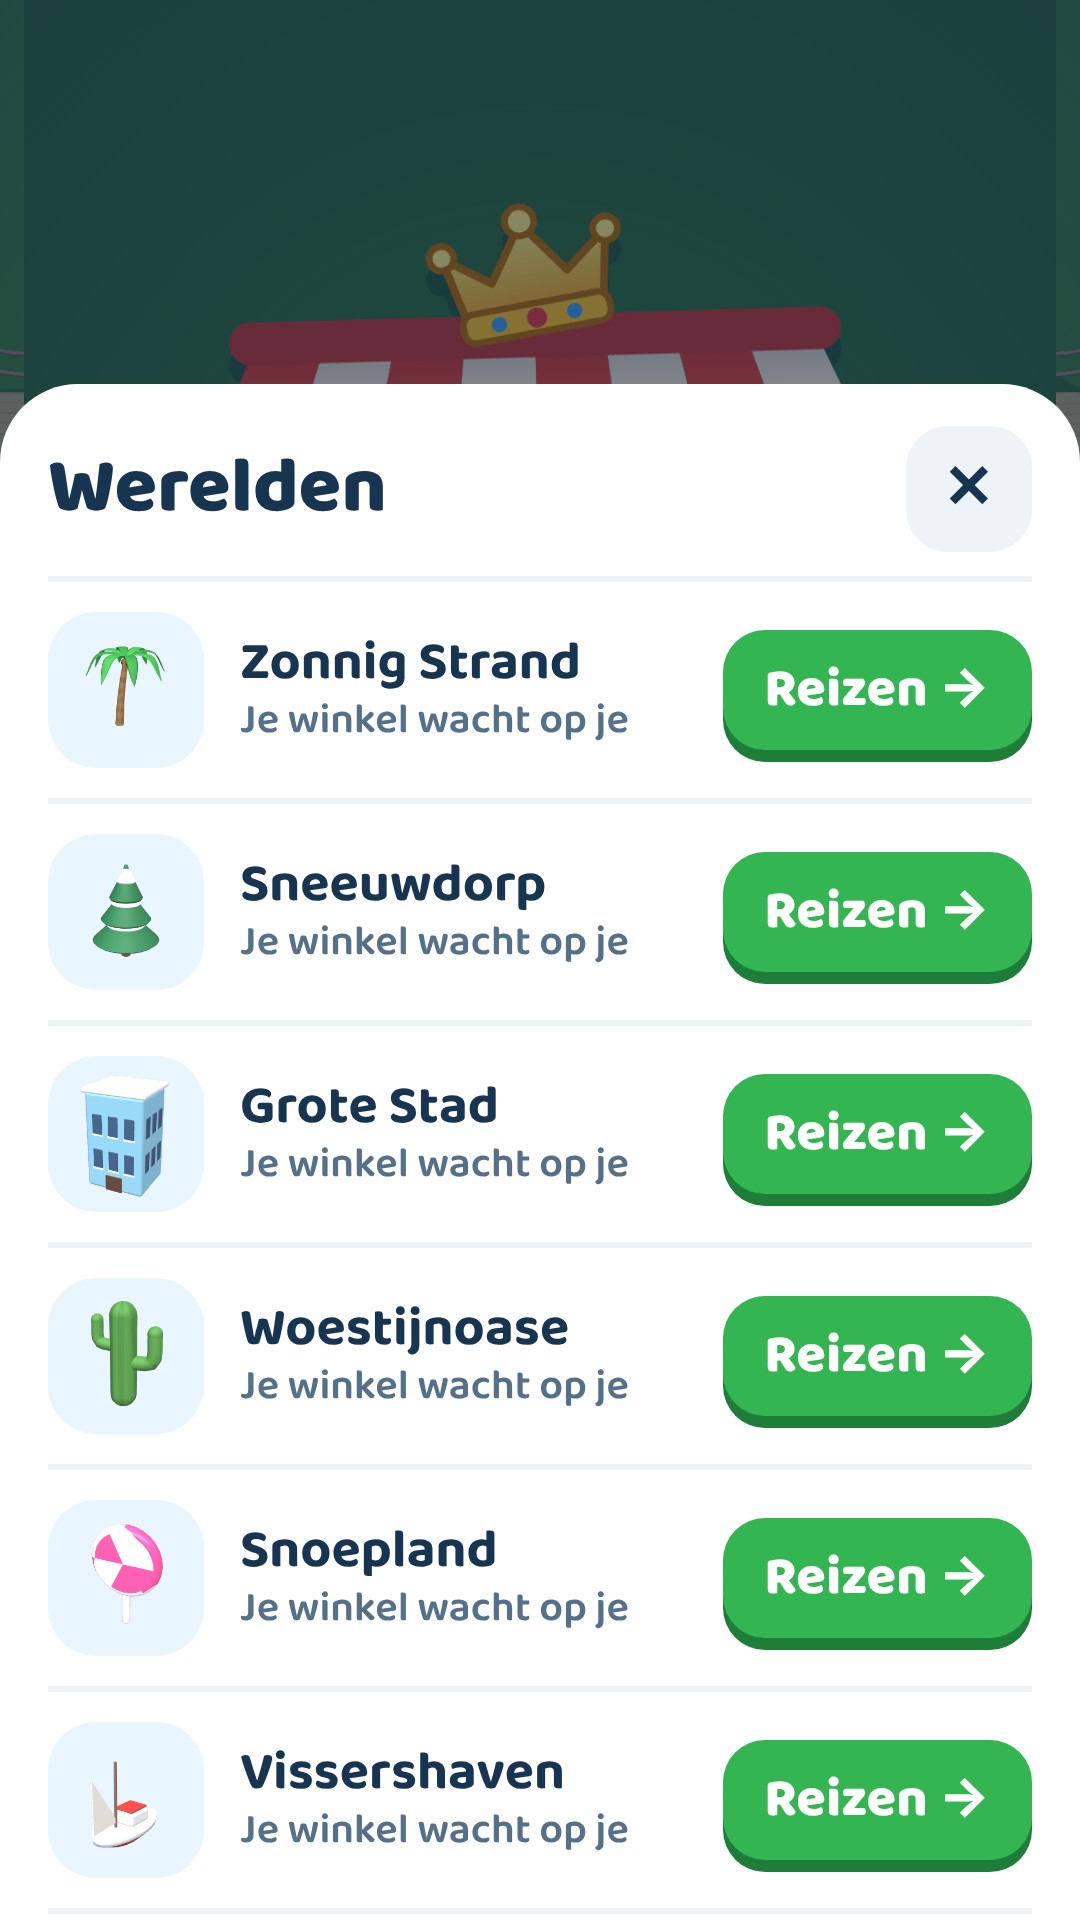 Werelden
Zonnig Strand
Je winkel wacht op je
Reizen →
Sneeuwdorp
Je winkel wacht op je
Reizen →
Grote Stad
Je winkel wacht op je
Reizen →
Woestijnoase
Je winkel wacht op je
Reizen →
Snoepland
Je winkel wacht op je
Reizen →
Vissershaven
Je winkel wacht op je
Reizen →